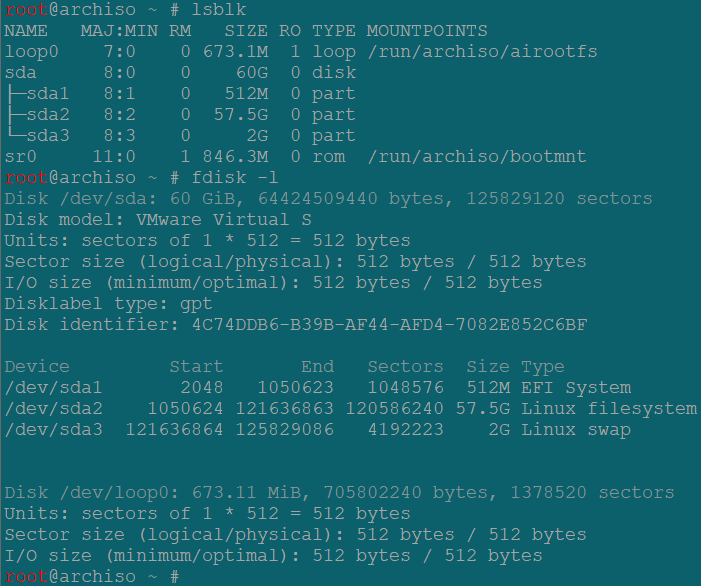 root@archiso ~ # lsblk
NAME   MAJ:MIN RM   SIZE RO TYPE MOUNTPOINTS
loop0    7:0    0 673.1M  1 loop /run/archiso/airootfs
sda      8:0    0    60G  0 disk
├─sda1   8:1    0   512M  0 part
├─sda2   8:2    0  57.5G  0 part
└─sda3   8:3    0     2G  0 part
sr0     11:0    1 846.3M  0 rom  /run/archiso/bootmnt
root@archiso ~ # fdisk -l
Disk /dev/sda: 60 GiB, 64424509440 bytes, 125829120 sectors
Disk model: VMware Virtual S
Units: sectors of 1 * 512 = 512 bytes
Sector size (logical/physical): 512 bytes / 512 bytes
I/O size (minimum/optimal): 512 bytes / 512 bytes
Disklabel type: gpt
Disk identifier: 4C74DDB6-B39B-AF44-AFD4-7082E852C6BF

Device         Start       End   Sectors  Size Type
/dev/sda1       2048   1050623   1048576  512M EFI System
/dev/sda2    1050624 121636863 120586240 57.5G Linux filesystem
/dev/sda3  121636864 125829086   4192223    2G Linux swap


Disk /dev/loop0: 673.11 MiB, 705802240 bytes, 1378520 sectors
Units: sectors of 1 * 512 = 512 bytes
Sector size (logical/physical): 512 bytes / 512 bytes
I/O size (minimum/optimal): 512 bytes / 512 bytes
root@archiso ~ #